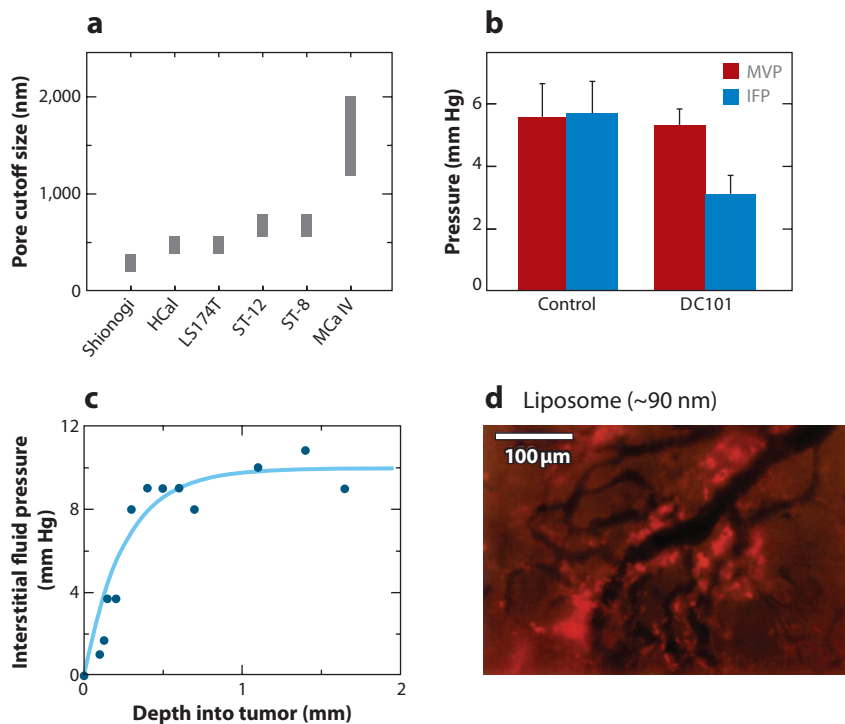 a
Pore cutoff size (nm)
2,000
1,000
0
Shionogi
HCal
LS174T
ST-12
ST-8
MCa IV
b
Pressure (mm Hg)
6
4
2
0
MVP
IFP
Control
DC101
c
Interstitial fluid pressure
(mm Hg)
12
8
4
0
0
1
2
Depth into tumor (mm)
d Liposome (~90 nm)
100 μm